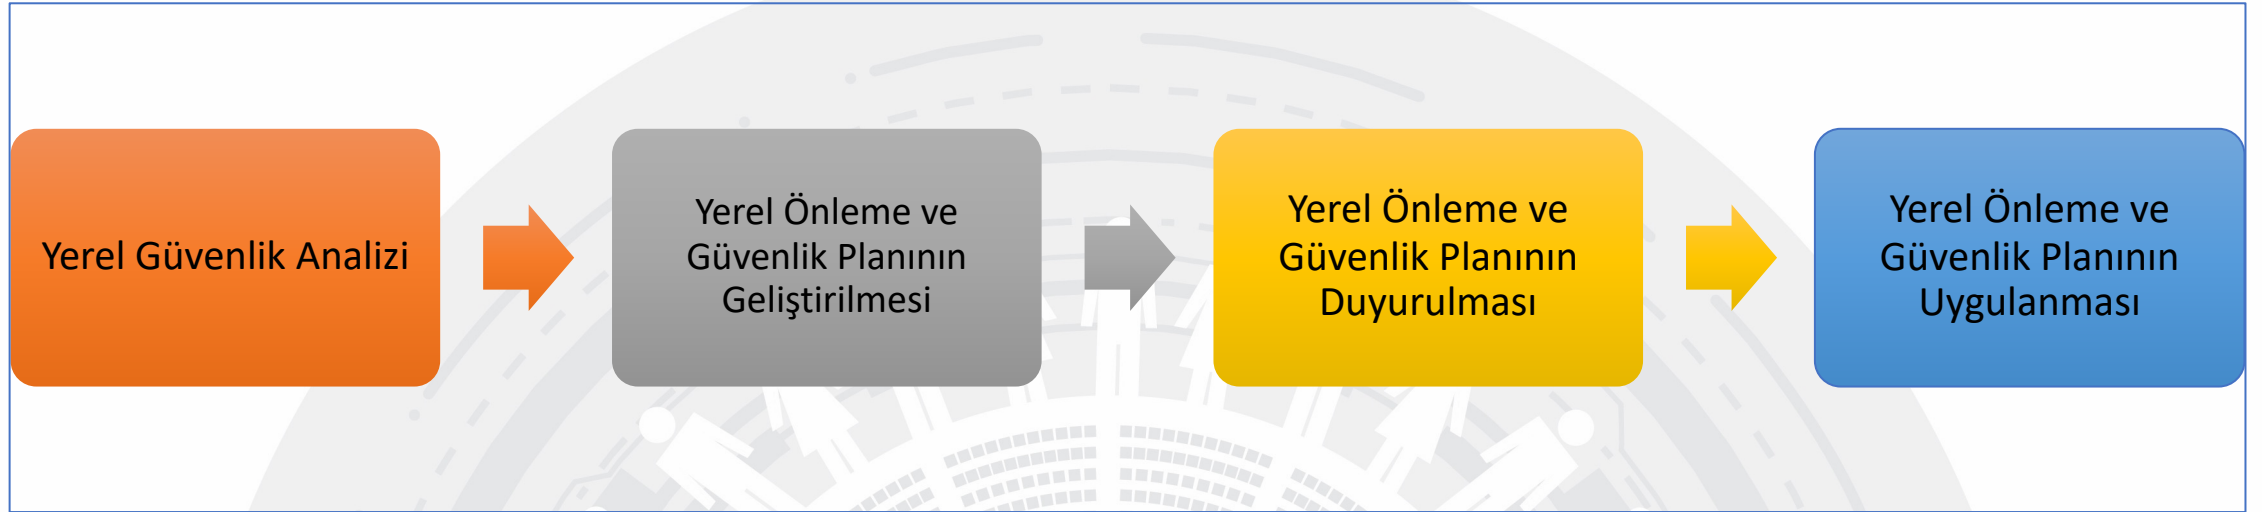 Yerel Güvenlik Analizi
Yerel Önleme ve
Güvenlik Planının
Geliştirilmesi
Yerel Önleme ve
Güvenlik Planının
Duyurulması
Yerel Önleme ve
Güvenlik Planının
Uygulanması